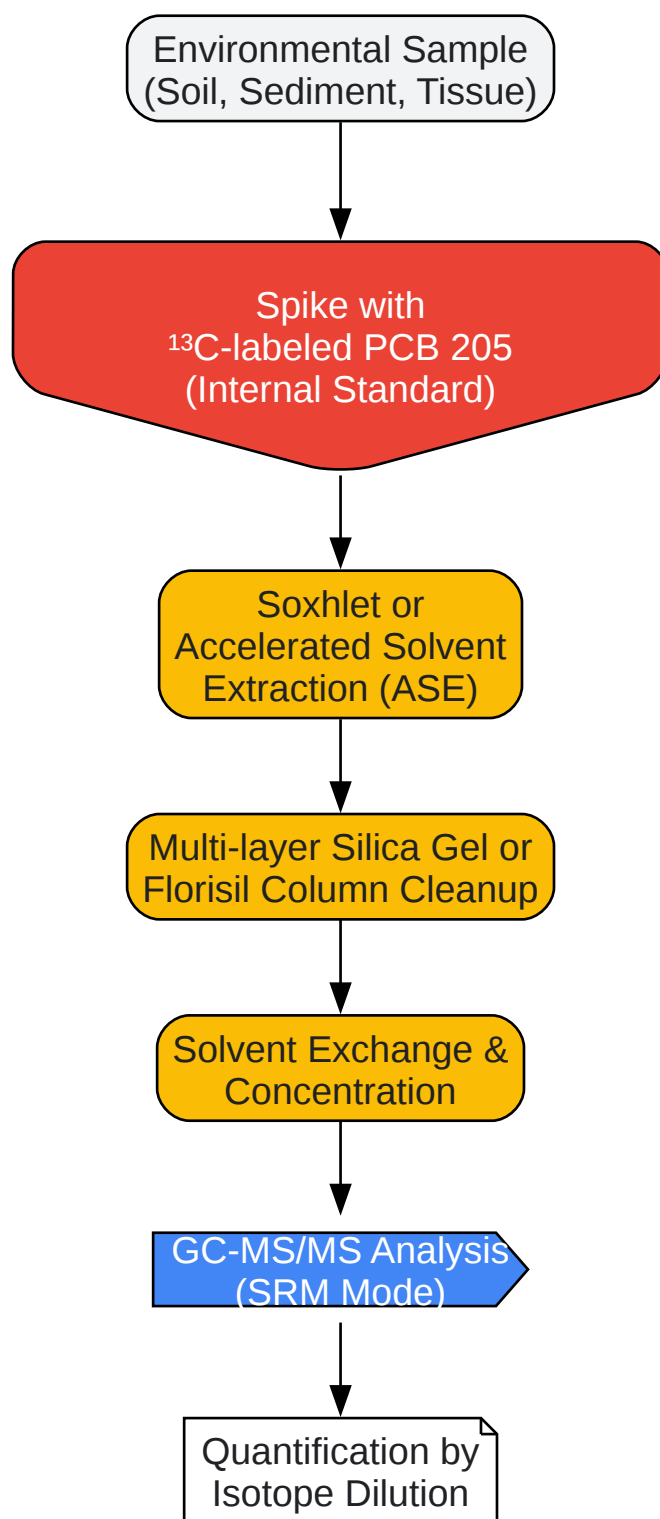 Environmental Sample
(Soil, Sediment, Tissue)
Spike with
¹³C-labeled PCB 205
(Internal Standard)
Soxhlet or
Accelerated Solvent
Extraction (ASE)
Multi-layer Silica Gel or
Florisil Column Cleanup
Solvent Exchange &
Concentration
GC-MS/MS Analysis
(SRM Mode)
Quantification by
Isotope Dilution